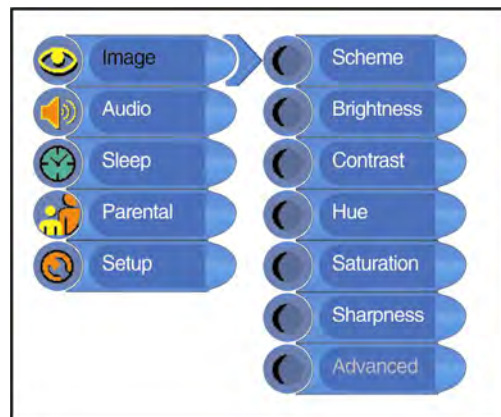 Image
Audio
Sleep
Parental
Setup
Scheme
Brightness
Contrast
Hue
Saturation
Sharpness
Advanced